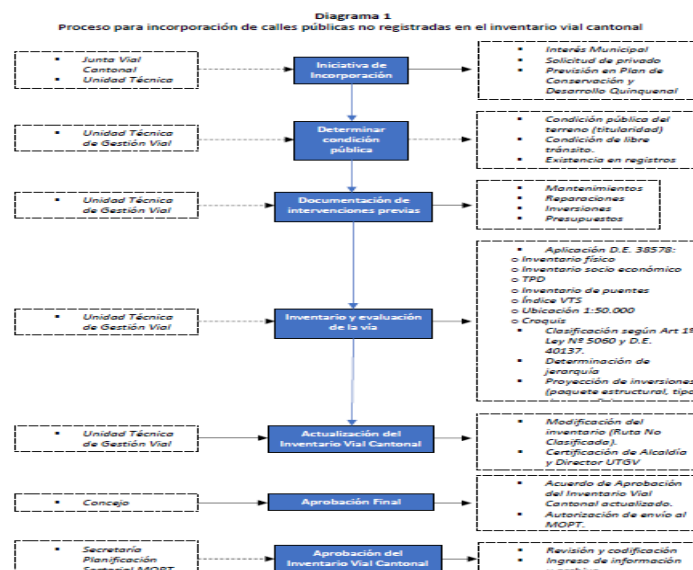 Diagrama 1
Proceso para incorporación de calles públicas no registradas en el inventario vial cantonal
▪ Junta Vial
Cantonal
▪ Unidad Técnica
Iniciativa de
Incorporación
▪ Interés Municipal
▪ Solicitud de privado
▪ Previsión en Plan de
Conservación y
Desarrollo Quinquenal
▪ Unidad Técnica
de Gestión Vial
Determinar
condición
pública
▪ Condición pública del
terreno (titularidad)
▪ Condición de libre
tránsito.
▪ Existencia en registros
▪ Unidad Técnica
de Gestión Vial
Documentación de
intervenciones previas
▪ Mantenimientos
▪ Reparaciones
▪ Inversiones
▪ Presupuestos
▪ Unidad Técnica
de Gestión Vial
Inventario y evaluación
de la vía
▪ Aplicación D.E. 38578:
o Inventario físico
o Inventario socio económico
o TPD
o Inventario de puentes
o Índice VTS
o Ubicación 1:50.000
o Croquis
▪ Clasificación según Art 1º
Ley Nº 5060 y D.E.
40137.
▪ Determinación de
jerarquía
▪ Proyección de inversiones
(paquete estructural, tipo
▪ Unidad Técnica
de Gestión Vial
Actualización del
Inventario Vial Cantonal
▪ Modificación del
inventario (Ruta No
Clasificada).
▪ Certificación de Alcaldía
y Director UTGV
▪ Concejo
Aprobación Final
▪ Acuerdo de Aprobación
del Inventario Vial
Cantonal actualizado.
▪ Autorización de envío al
MOPT.
▪ Secretaría
Planificación
Sectorial MOPT
Aprobación del
Inventario Vial Cantonal
▪ Revisión y codificación
▪ Ingreso de información